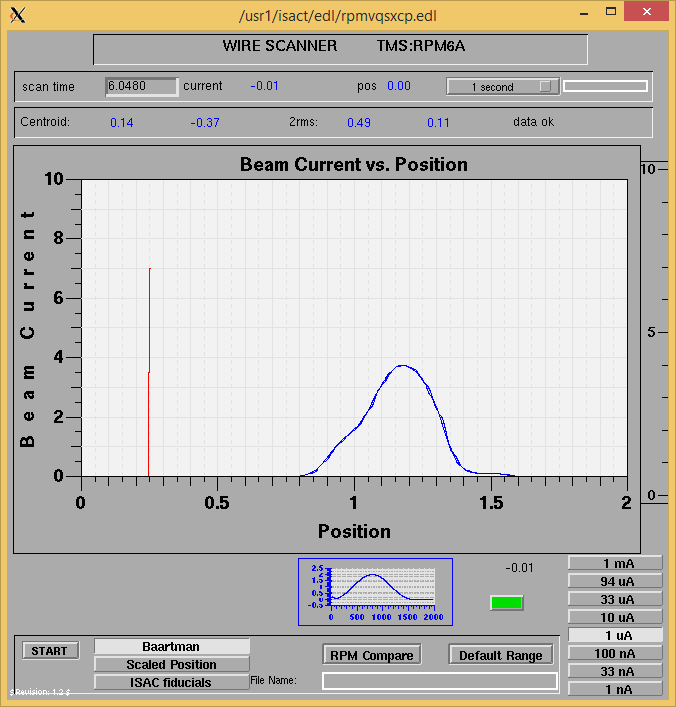 /usr1/isact/edl/rpmvqsxcp.edl
WIRE SCANNER TMS:RPM6A
scan time 6.0480 current -0.01 pos 0.00 1 second
Centroid: 0.14 -0.37 2rms: 0.49 0.11 data ok
Beam Current vs. Position
Beam Current
10
8
6
4
2
0
0 0.5 1 1.5 2
Position
10
5
0
2.5
2
1.5
1
0.5
0
-0.5
0 500 1000 1500 2000
-0.01
1 mA
94 uA
33 uA
10 uA
1 uA
100 nA
33 nA
1 nA
START
Baartman
Scaled Position
ISAC fiducials
RPM Compare
Default Range
File Name:
$Revision: 1.2 $